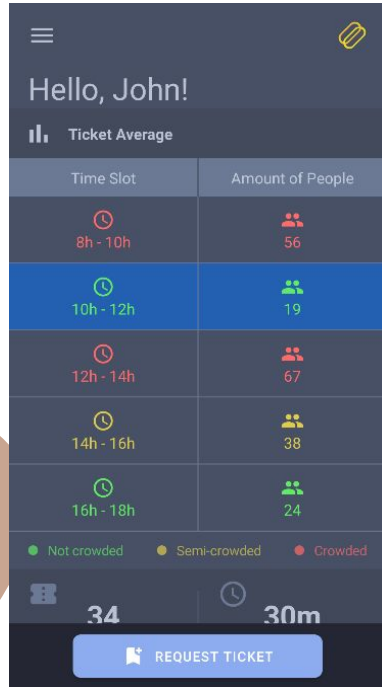 Hello, John!
Ticket Average
Time Slot Amount of People
8h - 10h 56
10h - 12h 19
12h - 14h 67
14h - 16h 38
16h - 18h 24
Not crowded Semi-crowded Crowded
34 30m
REQUEST TICKET